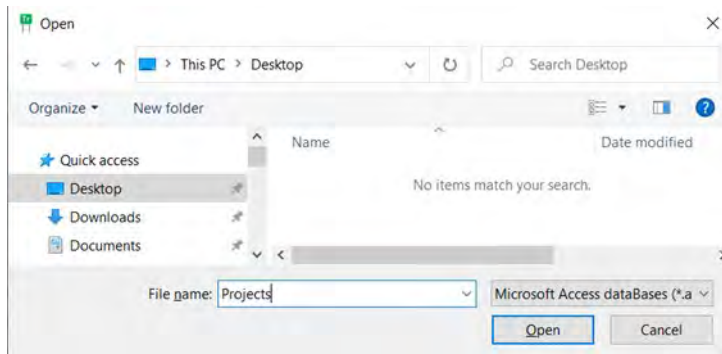 Open
This PC > Desktop
Search Desktop
Organize
New folder
Name
Date modified
Quick access
Desktop
Downloads
Documents
No items match your search.
File name: Projects
Microsoft Access dataBases (*.a
Open
Cancel